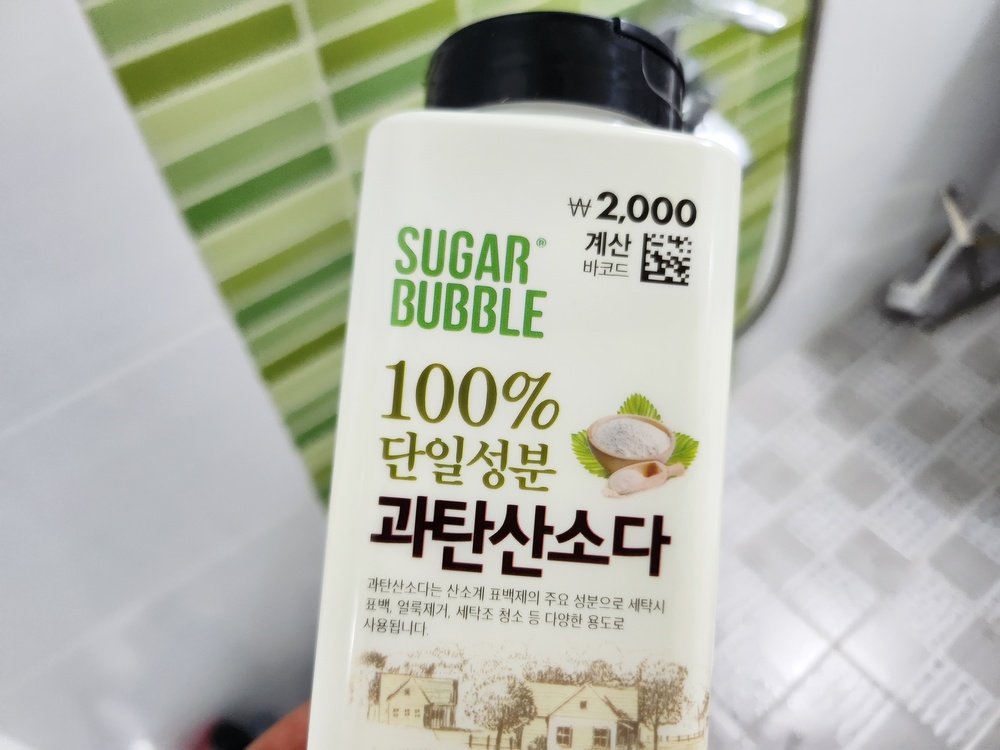 ₩2,000
계산
바코드
SUGAR®
BUBBLE
100%
단일성분
과탄산소다
과탄산소다는 산소계 표백제의 주요 성분으로 세탁시
표백, 얼룩제거, 세탁조 청소 등 다양한 용도로
사용됩니다.